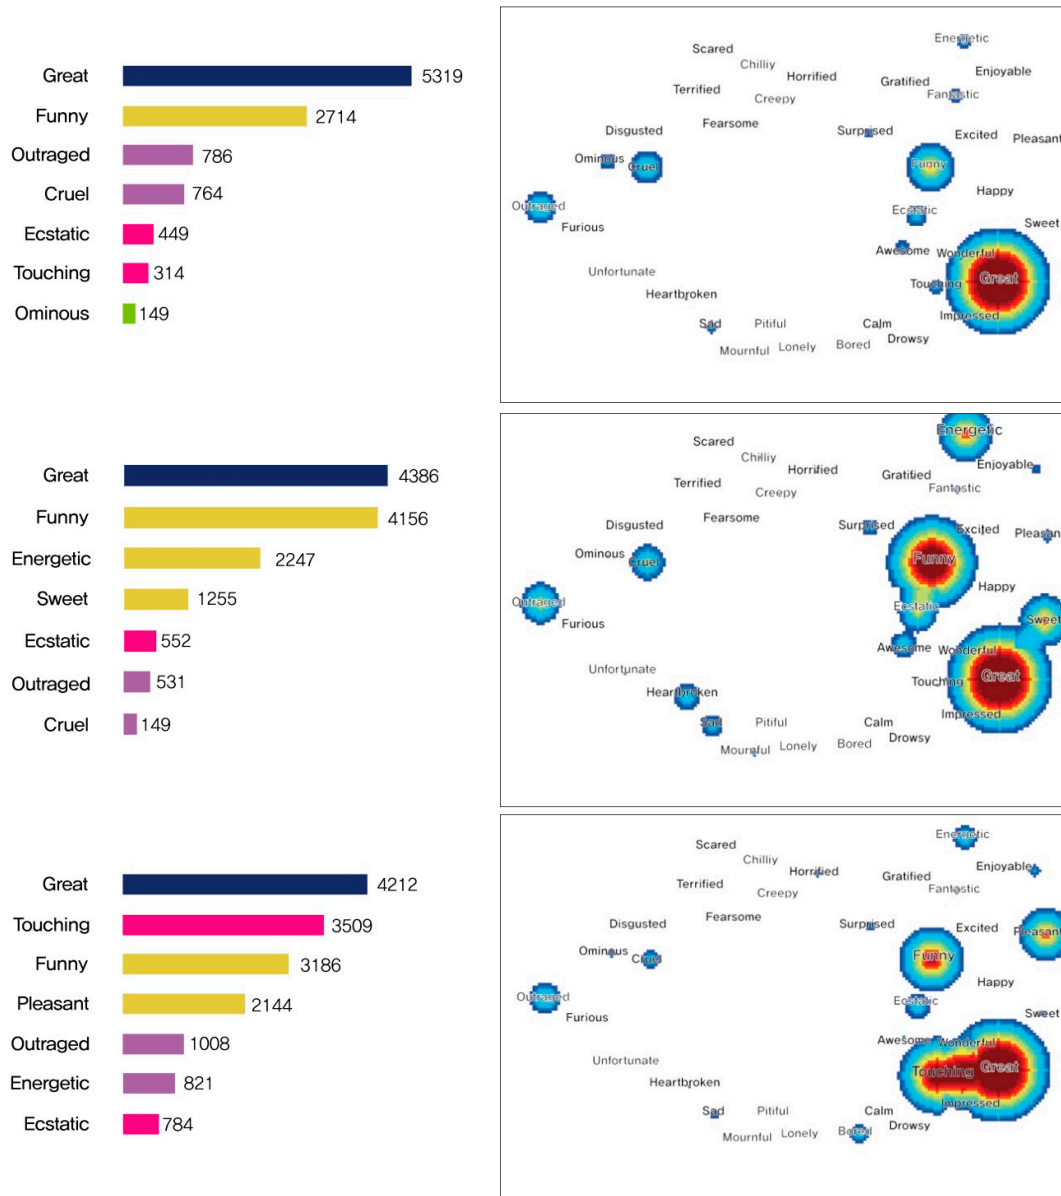 Great 5319
Funny 2714
Outraged 786
Cruel 764
Ecstatic 449
Touching 314
Ominous 149
Energetic
Scared
Chilliy
Enjoyable
Horrified
Gratified
Terrified
Fantastic
Creepy
Fearsome
Disgusted
Surprised
Excited
Pleasant
Ominous
Cruel
Funny
Happy
Outraged
Ecstatic
Furious
Sweet
Awesome
Wonderful
Unfortunate
Great
Touching
Heartbroken
Impressed
Sad
Pitiful
Calm
Drowsy
Mournful
Lonely
Bored
Great 4386
Funny 4156
Energetic 2247
Sweet 1255
Ecstatic 552
Outraged 531
Cruel 149
Energetic
Scared
Chilliy
Enjoyable
Horrified
Gratified
Terrified
Fantastic
Creepy
Fearsome
Disgusted
Surprised
Excited
Pleasant
Ominous
Cruel
Funny
Happy
Outraged
Ecstatic
Furious
Sweet
Awesome
Wonderful
Unfortunate
Great
Touching
Heartbroken
Impressed
Sad
Pitiful
Calm
Drowsy
Mournful
Lonely
Bored
Great 4212
Touching 3509
Funny 3186
Pleasant 2144
Outraged 1008
Energetic 821
Ecstatic 784
Energetic
Scared
Chilliy
Enjoyable
Horrified
Gratified
Terrified
Fantastic
Creepy
Fearsome
Disgusted
Surprised
Excited
Pleasant
Ominous
Cruel
Funny
Happy
Outraged
Ecstatic
Furious
Sweet
Awesome
Wonderful
Unfortunate
Touching
Great
Heartbroken
Impressed
Sad
Pitiful
Calm
Drowsy
Mournful
Lonely
Bored